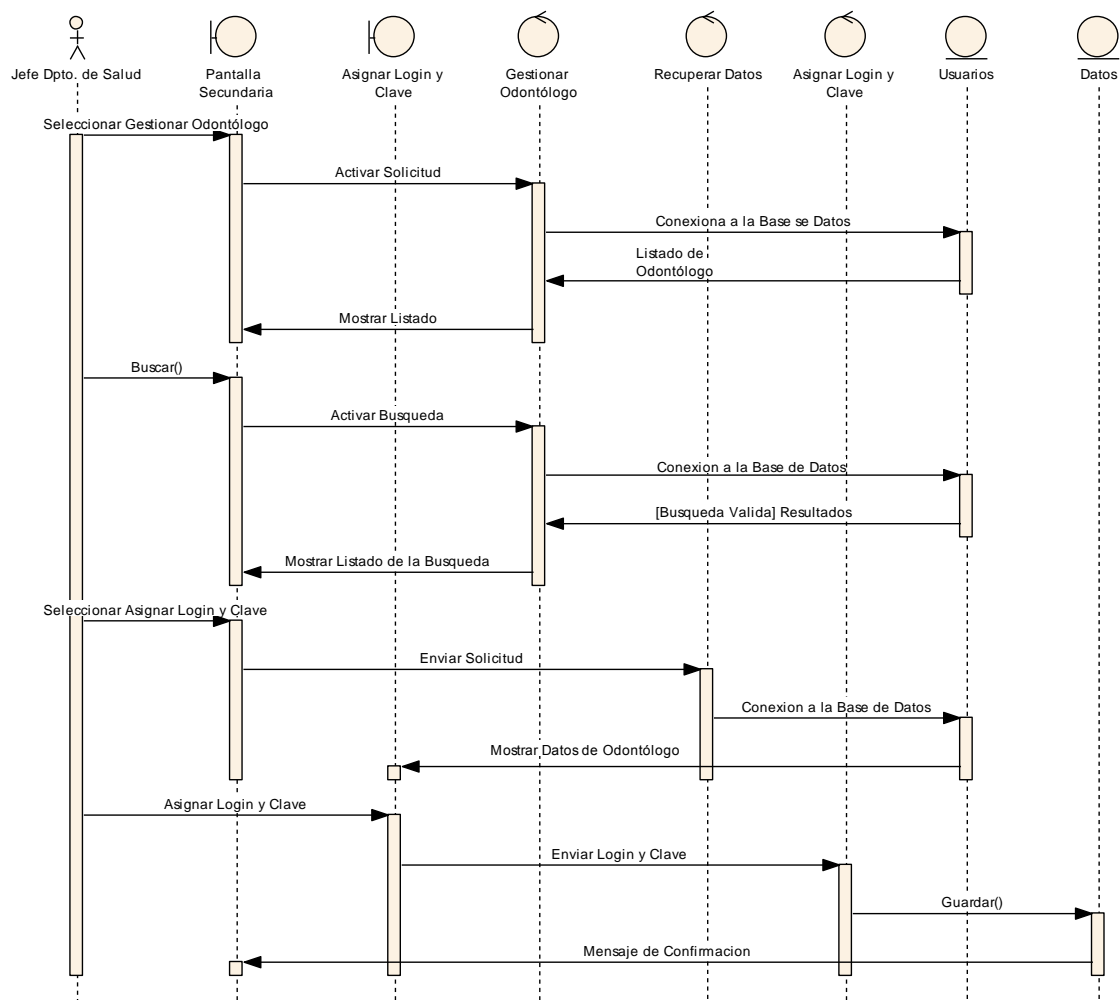 Jefe Dpto. de Salud
Pantalla
Secundaria
Asignar Login y
Clave
Gestionar
Odontólogo
Recuperar Datos
Asignar Login y
Clave
Usuarios
Datos
Seleccionar Gestionar Odontólogo
Activar Solicitud
Conexiona a la Base se Datos
Listado de
Odontólogo
Mostrar Listado
Buscar()
Activar Busqueda
Conexion a la Base de Datos
[Busqueda Valida] Resultados
Mostrar Listado de la Busqueda
Seleccionar Asignar Login y Clave
Enviar Solicitud
Conexion a la Base de Datos
Mostrar Datos de Odontólogo
Asignar Login y Clave
Enviar Login y Clave
Guardar()
Mensaje de Confirmacion